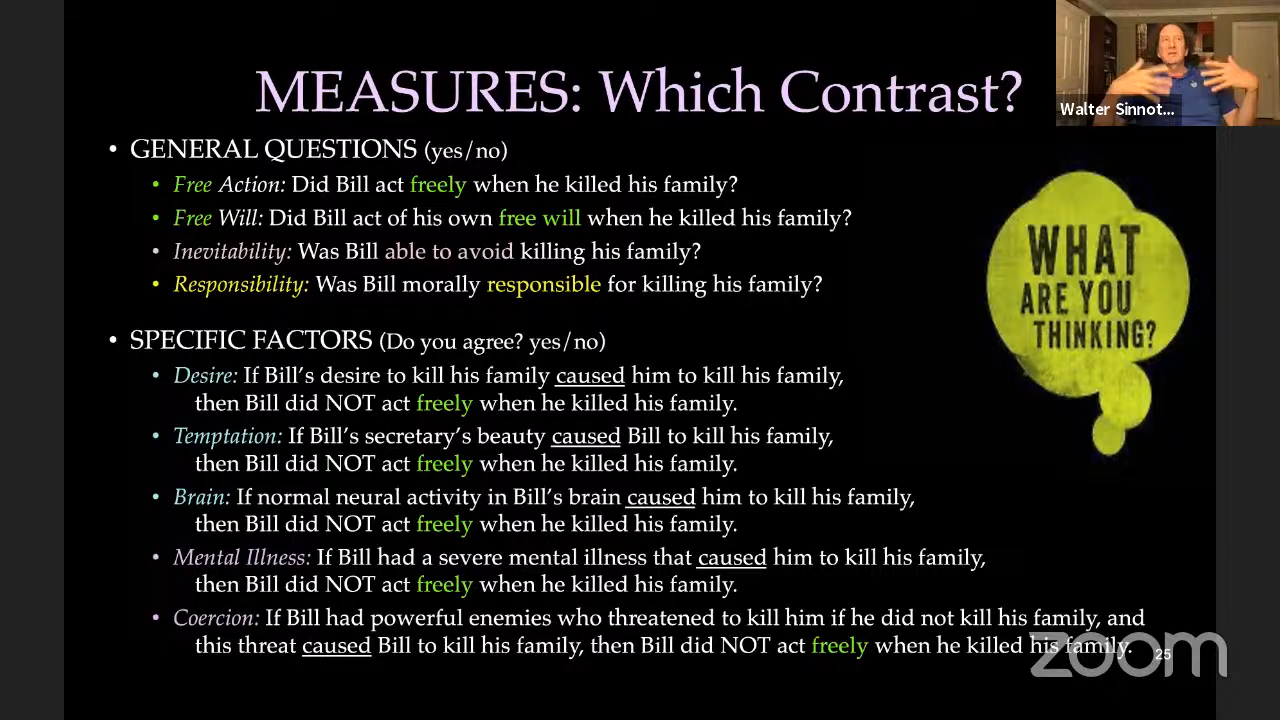 MEASURES: Which Contrast?
Walter Sinnot...
• GENERAL QUESTIONS (yes/no)
• Free Action: Did Bill act freely when he killed his family?
• Free Will: Did Bill act of his own free will when he killed his family?
• Inevitability: Was Bill able to avoid killing his family?
• Responsibility: Was Bill morally responsible for killing his family?
WHAT
ARE YOU
THINKING?
• SPECIFIC FACTORS (Do you agree? yes/no)
• Desire: If Bill's desire to kill his family caused him to kill his family,
then Bill did NOT act freely when he killed his family.
• Temptation: If Bill's secretary's beauty caused Bill to kill his family,
then Bill did NOT act freely when he killed his family.
• Brain: If normal neural activity in Bill's brain caused him to kill his family,
then Bill did NOT act freely when he killed his family.
• Mental Illness: If Bill had a severe mental illness that caused him to kill his family,
then Bill did NOT act freely when he killed his family.
• Coercion: If Bill had powerful enemies who threatened to kill him if he did not kill his family, and
this threat caused Bill to kill his family, then Bill did NOT act freely when he killed his family.
zoom
25